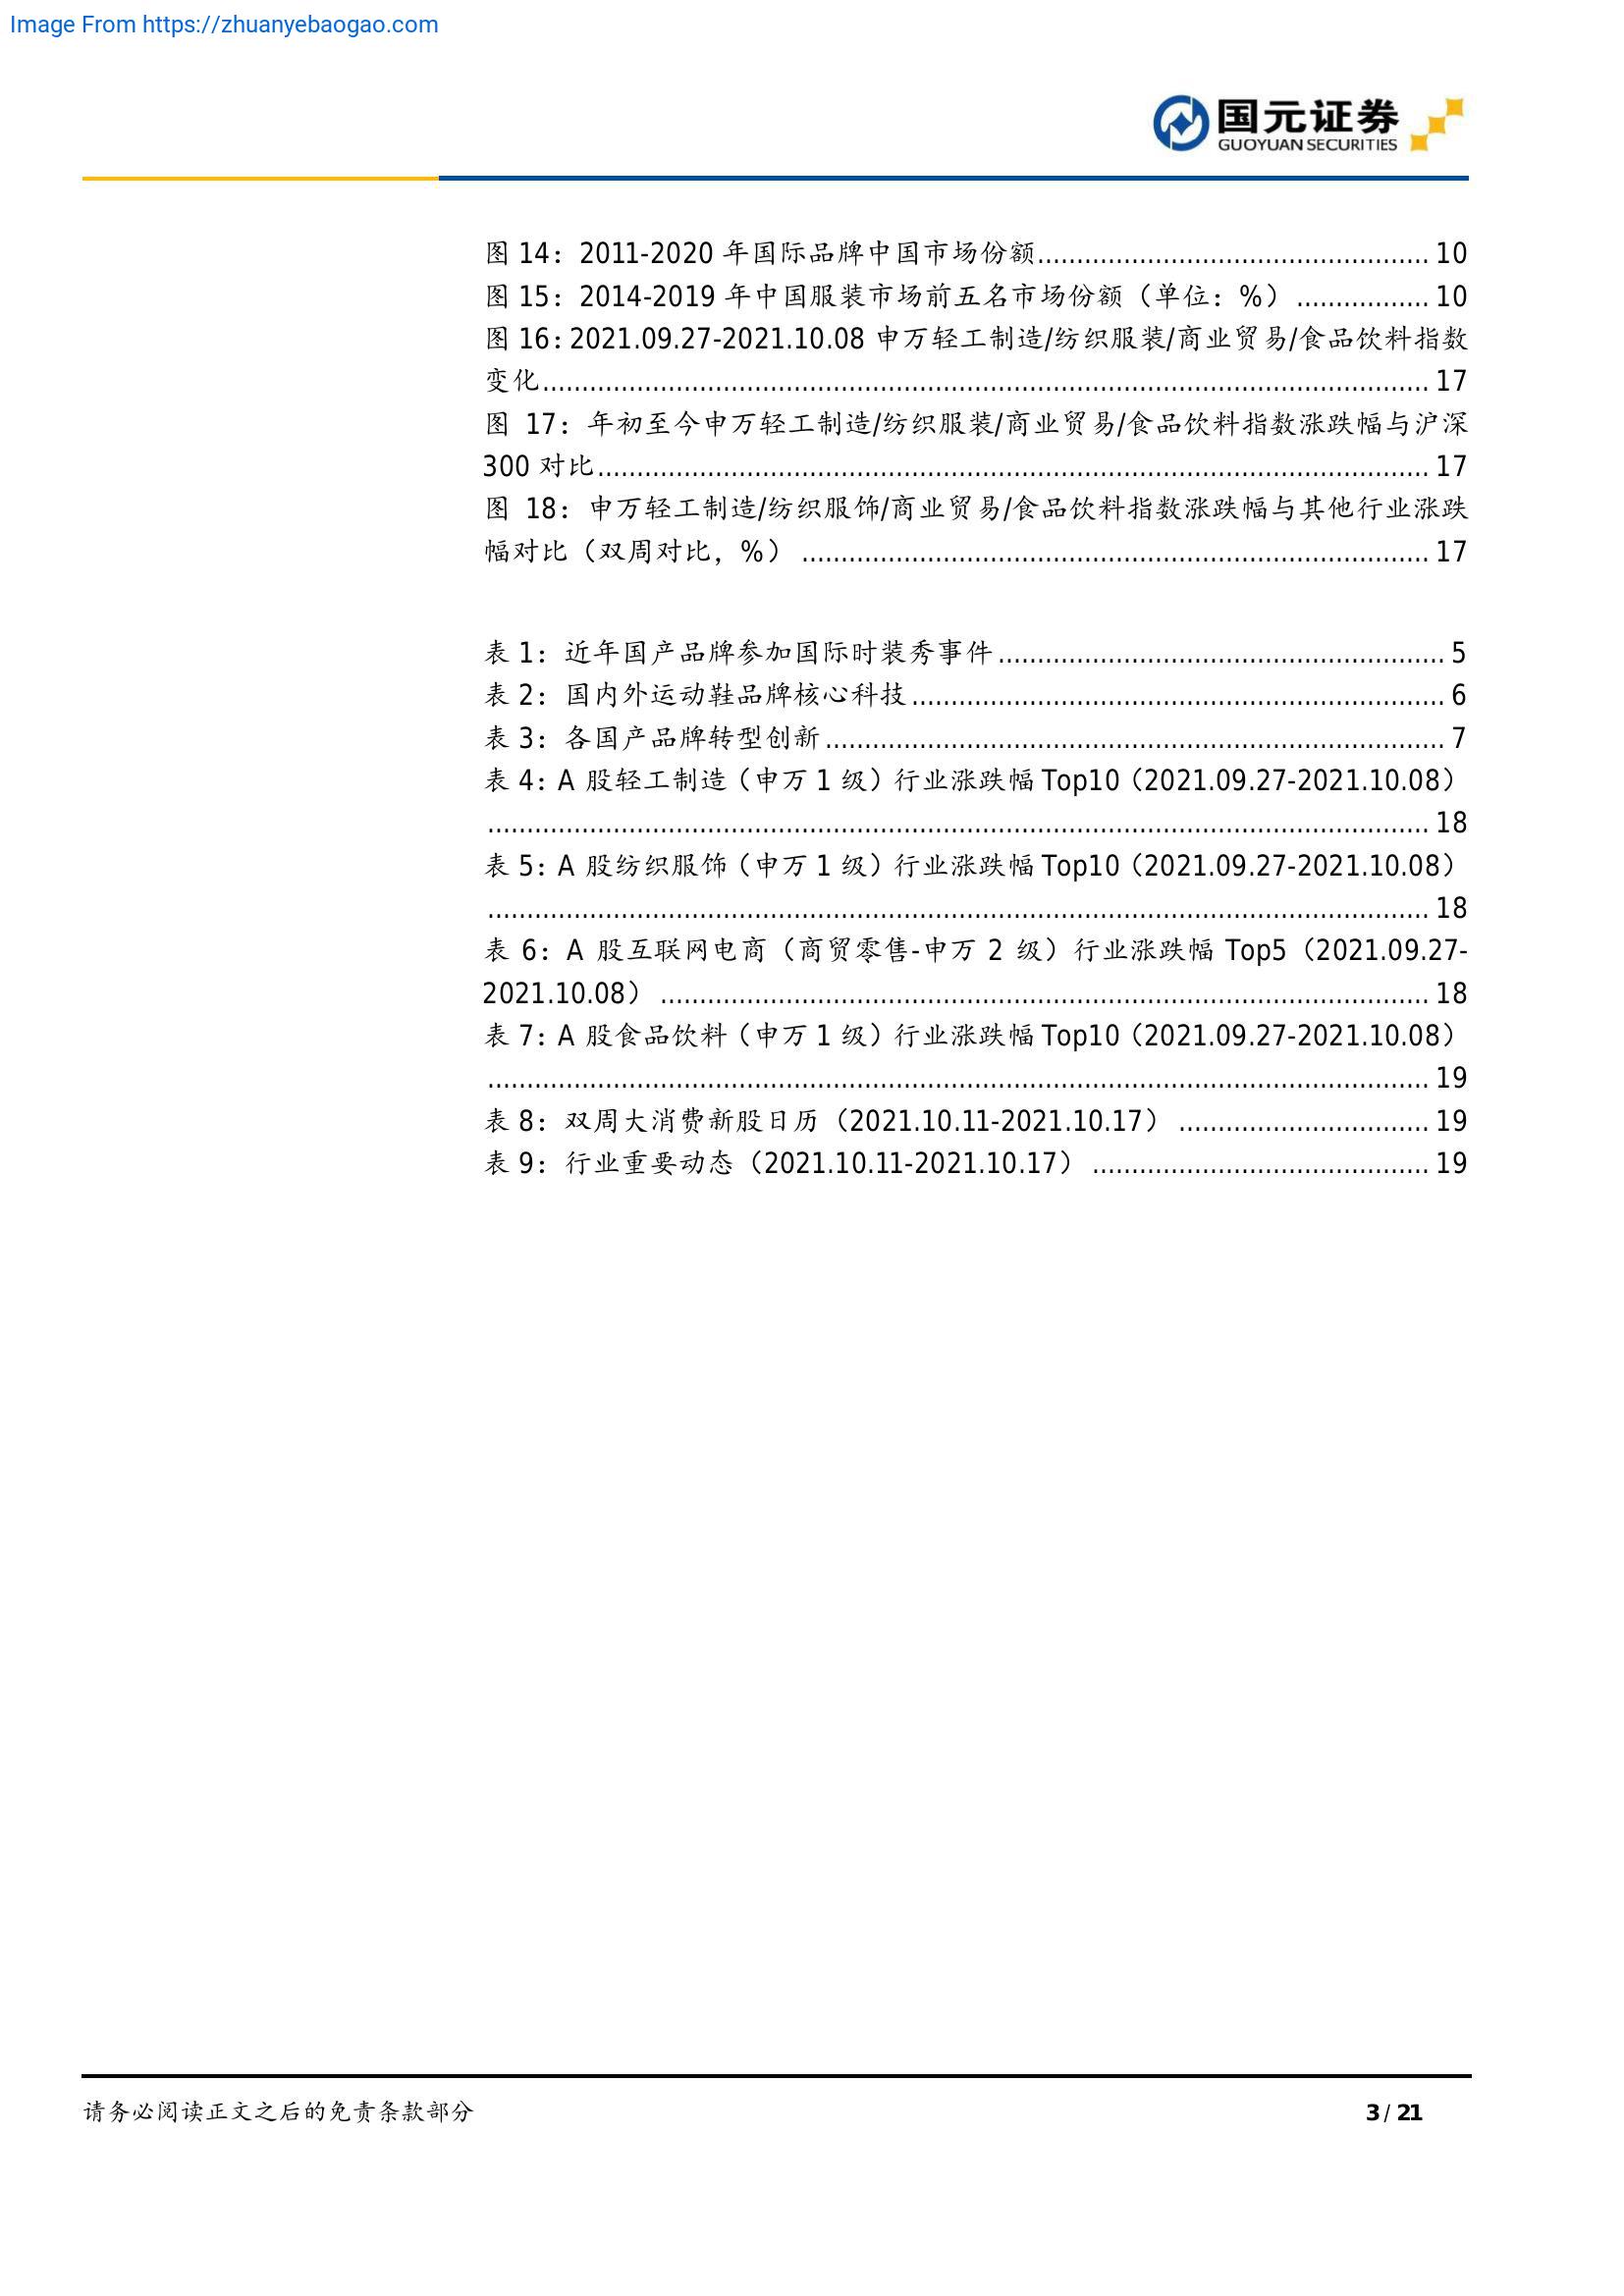 Image From https://zhuanyebaogao.com
国元证券
GUOYUAN SECURITIES
图 14：2011-2020 年国际品牌中国市场份额.................................................. 10
图 15：2014-2019 年中国服装市场前五名市场份额（单位：%）................. 10
图 16：2021.09.27-2021.10.08 申万轻工制造/纺织服装/商业贸易/食品饮料指数
变化................................................................................................................. 17
图 17：年初至今申万轻工制造/纺织服装/商业贸易/食品饮料指数涨跌幅与沪深
300 对比.......................................................................................................... 17
图 18：申万轻工制造/纺织服饰/商业贸易/食品饮料指数涨跌幅与其他行业涨跌
幅对比（双周对比，%）................................................................................ 17
表 1：近年国产品牌参加国际时装秀事件......................................................... 5
表 2：国内外运动鞋品牌核心科技.................................................................... 6
表 3：各国产品牌转型创新............................................................................... 7
表 4：A 股轻工制造（申万 1 级）行业涨跌幅 Top10（2021.09.27-2021.10.08）
........................................................................................................................ 18
表 5：A 股纺织服饰（申万 1 级）行业涨跌幅 Top10（2021.09.27-2021.10.08）
........................................................................................................................ 18
表 6：A 股互联网电商（商贸零售-申万 2 级）行业涨跌幅 Top5（2021.09.27-
2021.10.08）.................................................................................................. 18
表 7：A 股食品饮料（申万 1 级）行业涨跌幅 Top10（2021.09.27-2021.10.08）
........................................................................................................................ 19
表 8：双周大消费新股日历（2021.10.11-2021.10.17）................................ 19
表 9：行业重要动态（2021.10.11-2021.10.17）........................................... 19
请务必阅读正文之后的免责条款部分
3 / 21